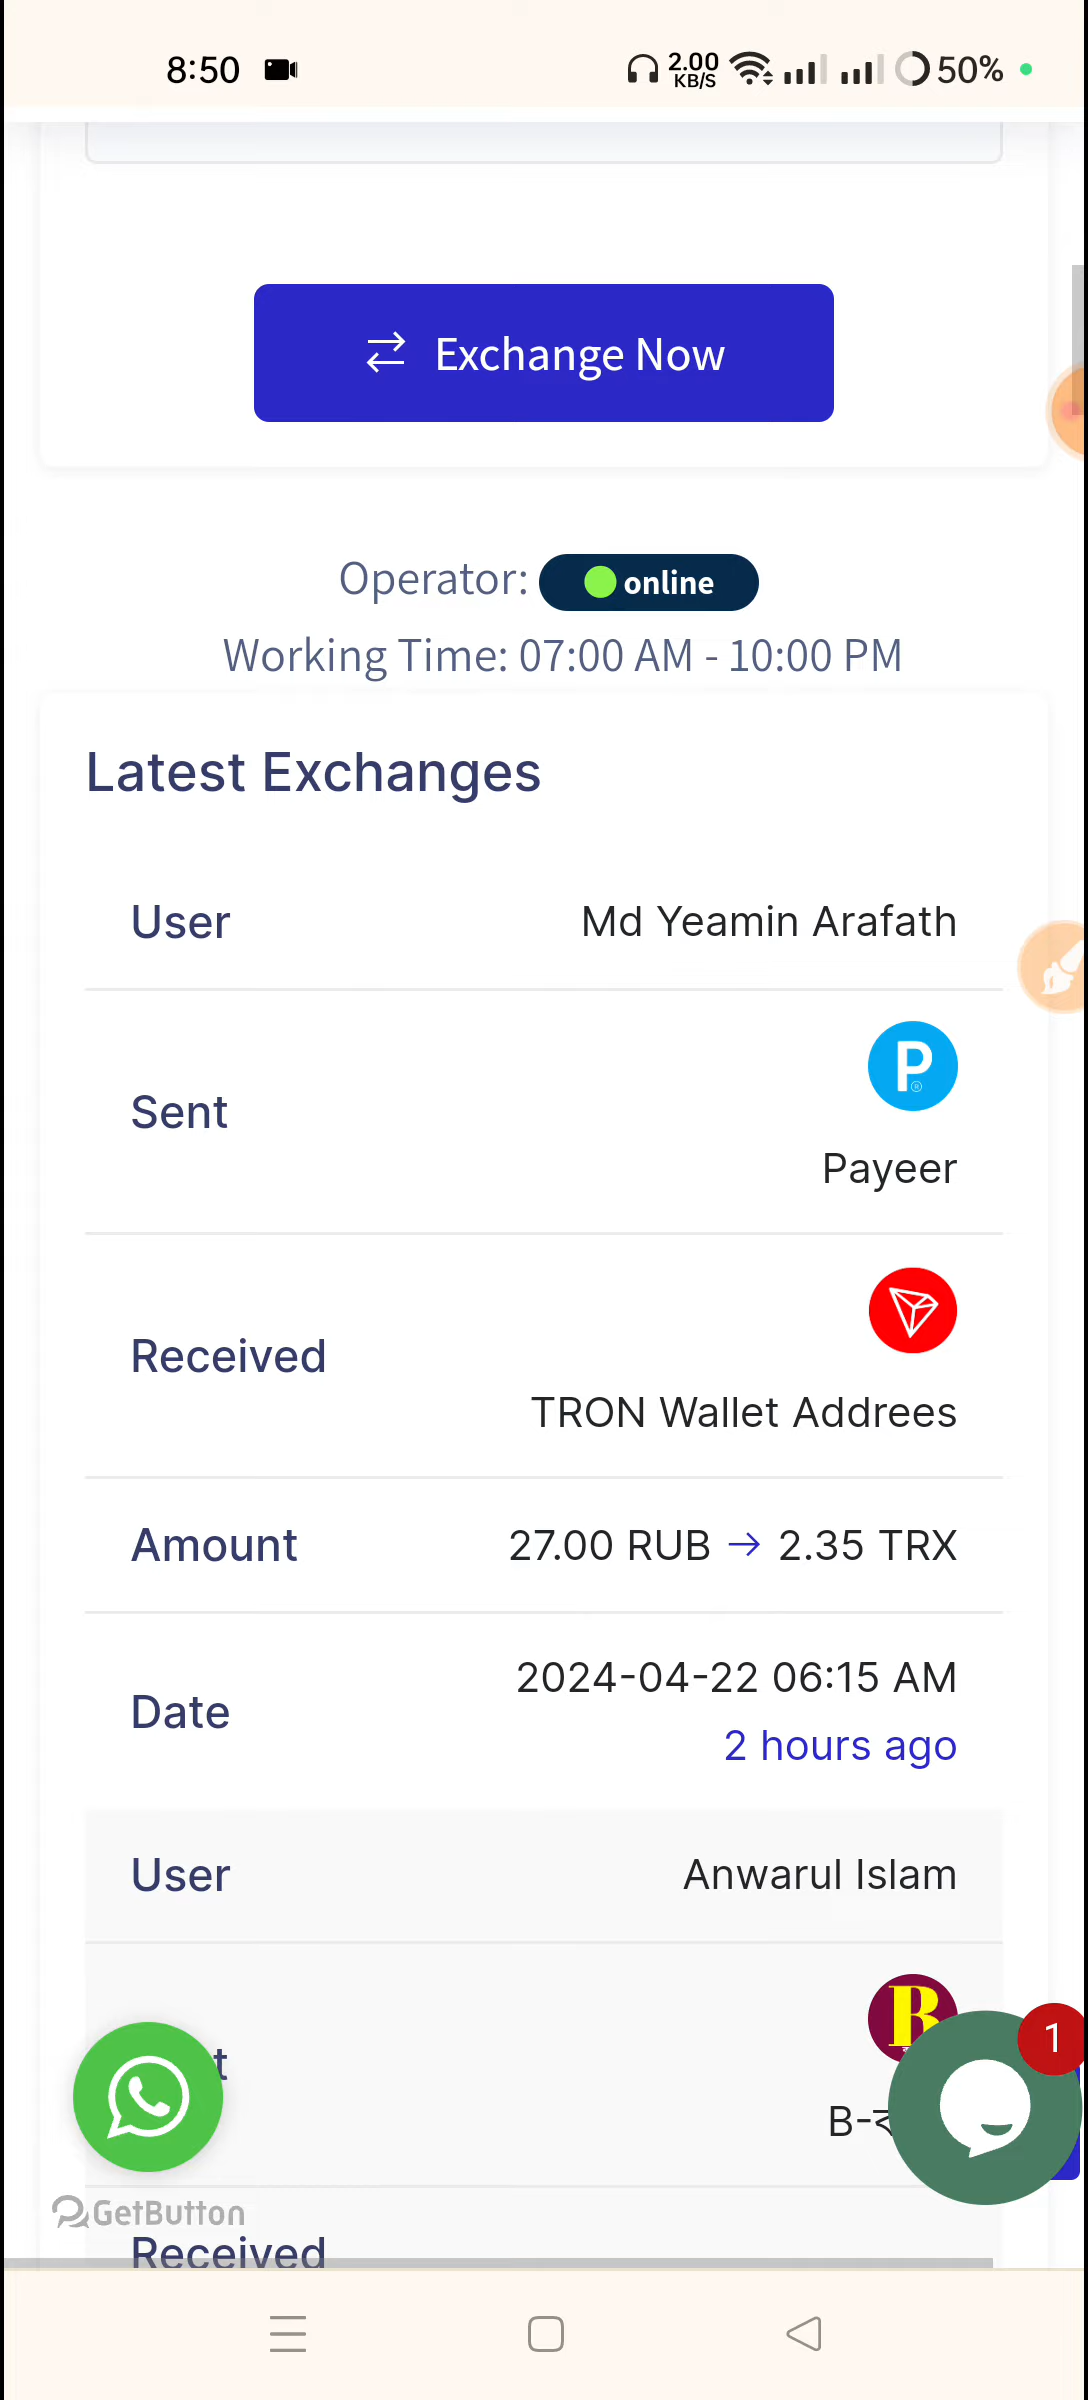 8:50 2.00 KB/S 50%
Exchange Now
Operator: online
Working Time: 07:00 AM - 10:00 PM
Latest Exchanges
User Md Yeamin Arafath
P
Sent
Payeer
Received
TRON Wallet Addrees
Amount 27.00 RUB → 2.35 TRX
2024-04-22 06:15 AM
Date
2 hours ago
User Anwarul Islam
B
1
t
B-
GetButton
Received